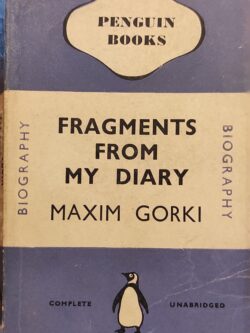 PENGUIN
BOOKS
FRAGMENTS
FROM
MY DIARY
MAXIM GORKI
BIOGRAPHY
BIOGRAPHY
COMPLETE UNABRIDGED